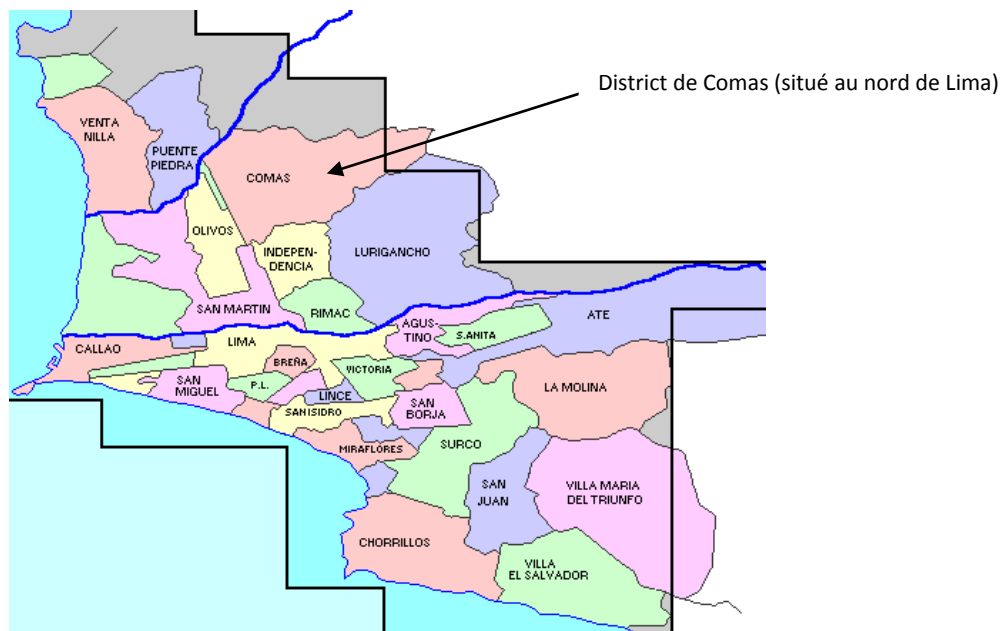 District de Comas (situé au nord de Lima)
VENTA
NILLA
PUENTE
PIEDRA
COMAS
OLIVOS
INDEPEN-
DENCIA
LURIGANCHO
SAN MARTIN
RIMAC
AGUS-
TINO
S.ANITA
ATE
CALLAO
LIMA
BREÑA
VICTORIA
SAN
MIGUEL
P.L.
LINCE
LA MOLINA
SAN ISIDRO
SAN
BORJA
MIRAFLORES
SURCO
SAN
JUAN
VILLA MARIA
DEL TRIUNFO
CHORRILLOS
VILLA
EL SALVADOR